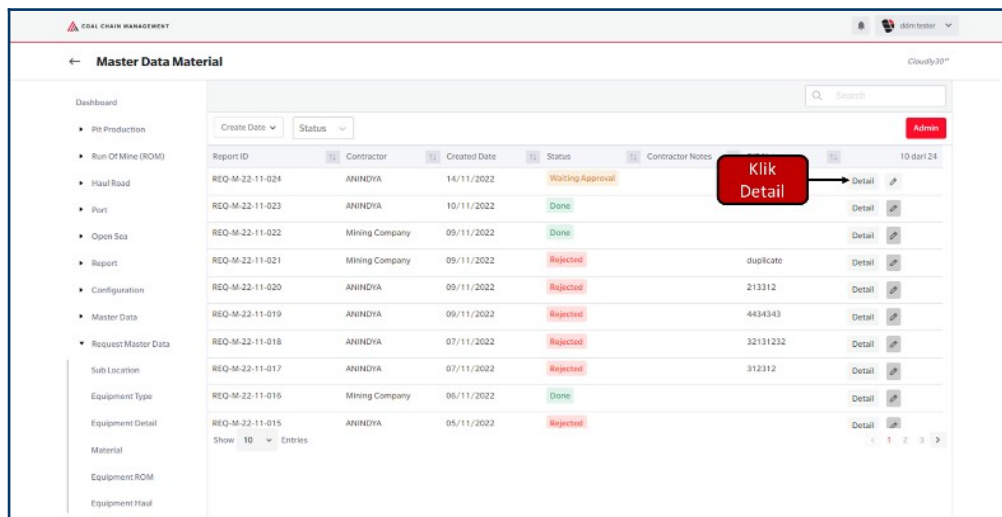 COAL CHAIN MANAGEMENT
ddm tester
← Master Data Material
Cloudly30
Dashboard
Search
Pit Production
Create Date
Status
Admin
Run Of Mine (ROM)
Report ID Contractor Created Date Status Contractor Notes 10 dari 24
Klik
Detail
Haul Road
REQ-M-22-11-024 ANINDYA 14/11/2022 Waiting Approval Detail
Port
REQ-M-22-11-023 ANINDYA 10/11/2022 Done Detail
Open Sea
REQ-M-22-11-022 Mining Company 09/11/2022 Done Detail
Report
REQ-M-22-11-021 Mining Company 09/11/2022 Rejected duplicate Detail
Configuration
REQ-M-22-11-020 ANINDYA 09/11/2022 Rejected 213312 Detail
Master Data
REQ-M-22-11-019 ANINDYA 09/11/2022 Rejected 4434343 Detail
Request Master Data
REQ-M-22-11-018 ANINDYA 07/11/2022 Rejected 32131232 Detail
Sub Location
REQ-M-22-11-017 ANINDYA 07/11/2022 Rejected 312312 Detail
Equipment Type
REQ-M-22-11-016 Mining Company 06/11/2022 Done Detail
Equipment Detail
REQ-M-22-11-015 ANINDYA 05/11/2022 Rejected Detail
Show 10 Entries
< 1 2 3 >
Material
Equipment ROM
Equipment Haul